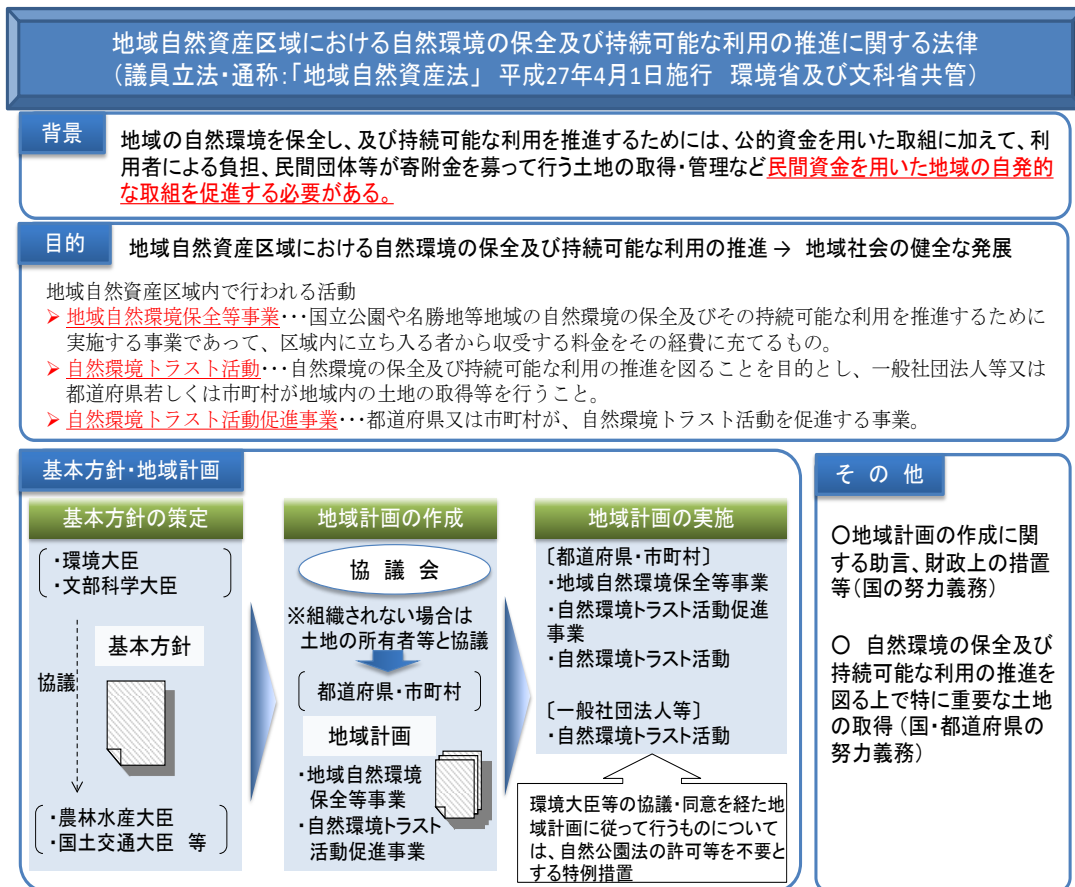 地域自然資産区域における自然環境の保全及び持続可能な利用の推進に関する法律
(議員立法・通称:「地域自然資産法」 平成27年4月1日施行 環境省及び文科省共管)
背景
地域の自然環境を保全し、及び持続可能な利用を推進するためには、公的資金を用いた取組に加えて、利
用者による負担、民間団体等が寄附金を募って行う土地の取得・管理など民間資金を用いた地域の自発的
な取組を促進する必要がある。
目的
地域自然資産区域における自然環境の保全及び持続可能な利用の推進 → 地域社会の健全な発展
地域自然資産区域内で行われる活動
➢ 地域自然環境保全等事業・・・国立公園や名勝地等地域の自然環境の保全及びその持続可能な利用を推進するために
実施する事業であって、区域内に立ち入る者から収受する料金をその経費に充てるもの。
➢ 自然環境トラスト活動・・・自然環境の保全及び持続可能な利用の推進を図ることを目的とし、一般社団法人等又は
都道府県若しくは市町村が地域内の土地の取得等を行うこと。
➢ 自然環境トラスト活動促進事業・・・都道府県又は市町村が、自然環境トラスト活動を促進する事業。
基本方針・地域計画
基本方針の策定
・環境大臣
・文部科学大臣
基本方針
協議
・農林水産大臣
・国土交通大臣 等
地域計画の作成
協 議 会
※組織されない場合は
土地の所有者等と協議
都道府県・市町村
地域計画
・地域自然環境
保全等事業
・自然環境トラスト
活動促進事業
地域計画の実施
〔都道府県・市町村〕
・地域自然環境保全等事業
・自然環境トラスト活動促進
事業
・自然環境トラスト活動
〔一般社団法人等〕
・自然環境トラスト活動
環境大臣等の協議・同意を経た地
域計画に従って行うものについて
は、自然公園法の許可等を不要と
する特例措置
そ の 他
〇地域計画の作成に関
する助言、財政上の措置
等(国の努力義務)
〇 自然環境の保全及び
持続可能な利用の推進を
図る上で特に重要な土地
の取得 (国・都道府県の
努力義務)